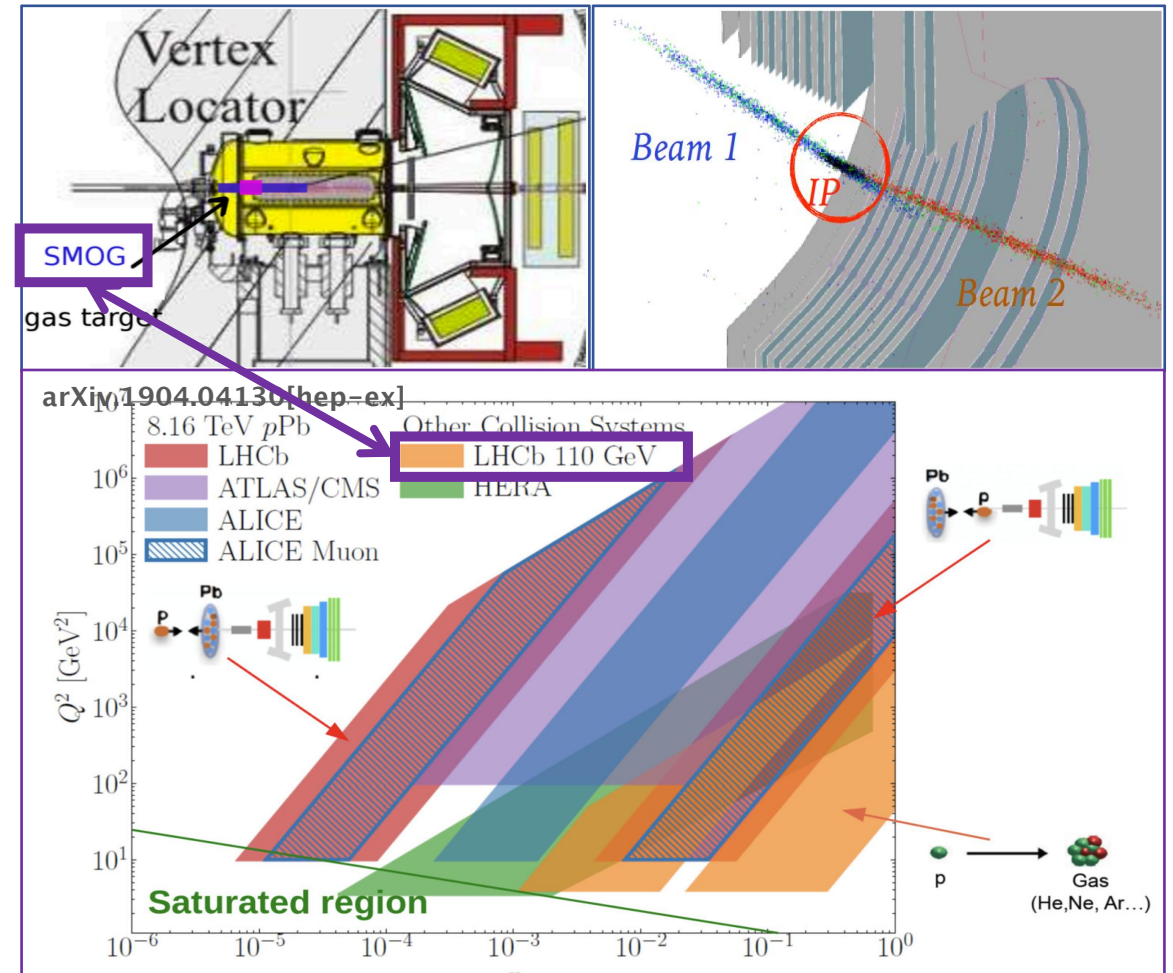 Vertex
Locator
SMOG
gas target
Beam 1
IP
Beam 2
arXiv:1904.04130[hep-ex]
8.16 TeV pPb
Other Collision Systems
LHCb
LHCb 110 GeV
ATLAS/CMS
HERA
ALICE
ALICE Muon
Q² [GeV²]
10⁷
10⁶
10⁵
10⁴
10³
10²
10¹
Pb
p
P
Pb
p
Gas
(He,Ne, Ar...)
Saturated region
10⁻⁶ 10⁻⁵ 10⁻⁴ 10⁻³ 10⁻² 10⁻¹ 10⁰